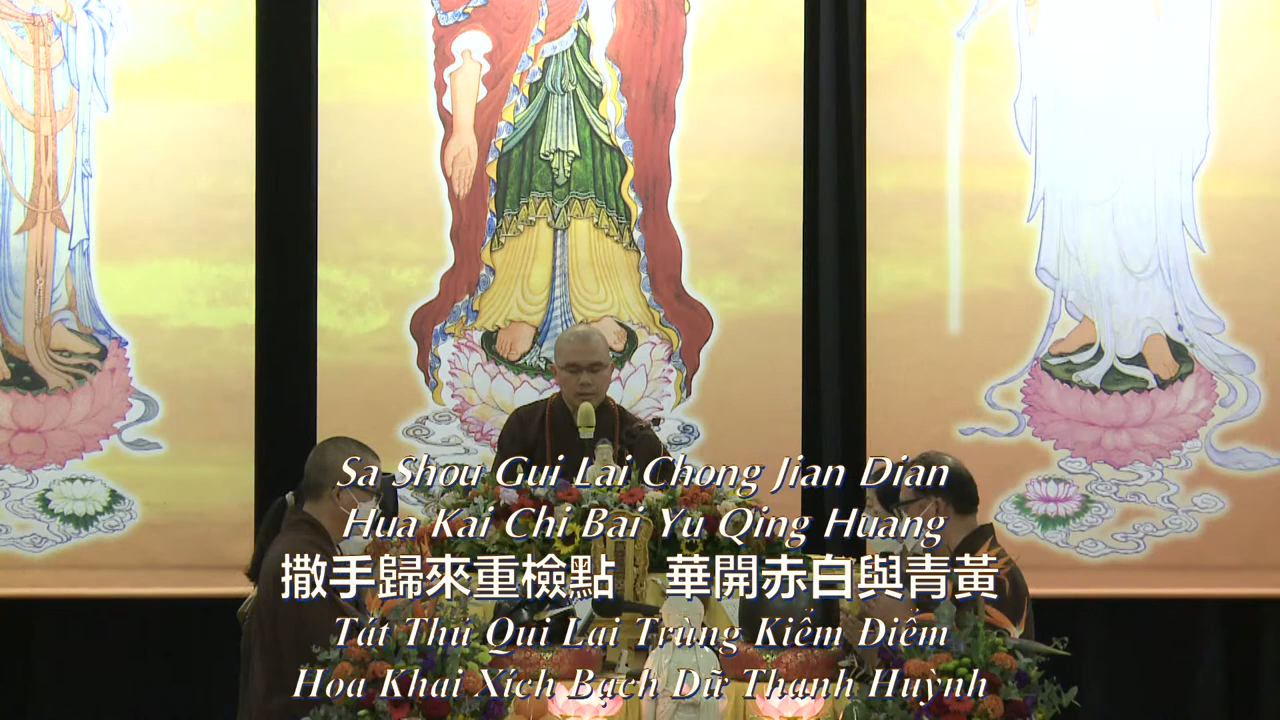 Sa Shou Gui Lai Chong Jian Dian
Hua Kai Chi Bai Yu Qing Huang
撒手歸來重檢點　華開赤白與青黃
Tát Thủ Qui Lai Trùng Kiểm Điểm
Hoa Khai Xích Bạch Dữ Thanh Huỳnh